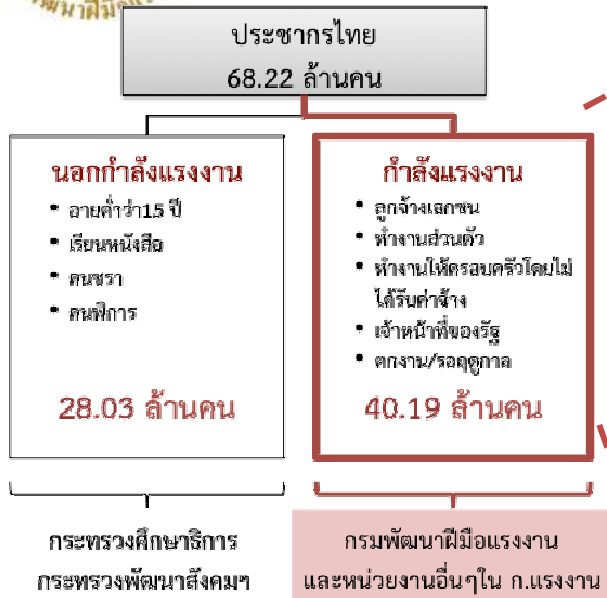 ประชากรไทย
68.22 ล้านคน
นอกกำลังแรงงาน
• อายุต่ำว่า15 ปี
• เรียนหนังสือ
• คนชรา
• คนพิการ
28.03 ล้านคน
กำลังแรงงาน
• ลูกจ้างเอกชน
• ทำงานส่วนตัว
• ทำงานให้ครอบครัวโดยไม่
ได้รับค่าจ้าง
• เจ้าหน้าที่ของรัฐ
• ตกงาน/รอฤดูกาล
40.19 ล้านคน
กระทรวงศึกษาธิการ
กระทรวงพัฒนาสังคมฯ
กรมพัฒนาฝีมือแรงงาน
และหน่วยงานอื่นๆใน ก.แรงงาน